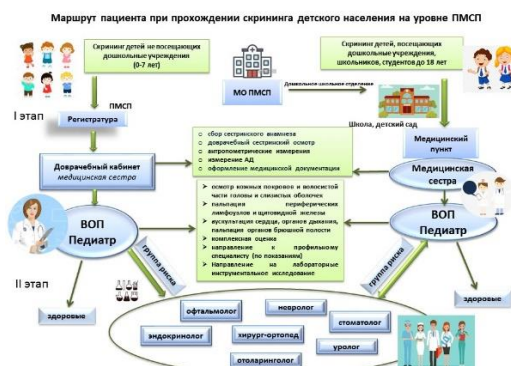 Маршрут пациента при прохождении скрининга детского населения на уровне ПМСП
Скрининг детей не посещающих
дошкольные учреждения
(0-7 лет)
МО ПМСП
Дошкольное-школьное отделение
Скрининг детей, посещающих
дошкольные учреждения,
школьников, студентов до 18 лет
I этап
ПМСП
Регистратура
Школа, детский сад
Медицинский
пункт
Доврачебный кабинет
медицинская сестра
o сбор сестринского анамнеза
o доврачебный сестринский осмотр
o антропометрические измерения
o измерение АД
o оформление медицинской документации
Медицинская
сестра
ВОП
Педиатр
➢ осмотр кожных покровов и волосистой
части головы и слизистых оболочек
➢ пальпация периферических
лимфоузлов и щитовидной железы
➢ аускультация сердца, органов дыхания,
пальпация органов брюшной полости
➢ комплексная оценка
➢ направление к профильному
специалисту (по показаниям)
➢ Направление на лабораторные
инструментальное исследования
ВОП
Педиатр
II этап
группа риска
группа риска
здоровые
здоровые
офтальмолог
невролог
стоматолог
эндокринолог
хирург-ортопед
уролог
отоларинголог